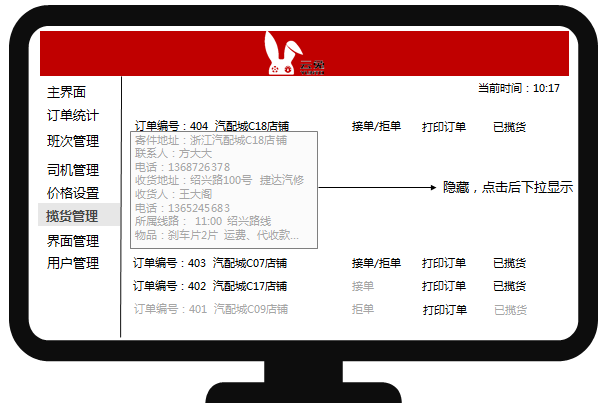 云兔
当前时间：10:17
主界面
订单统计
班次管理
司机管理
价格设置
揽货管理
界面管理
用户管理
订单编号：404 汽配城C18店铺 接单/拒单 打印订单 已揽货
寄件地址：浙江汽配城C18店铺
联系人：方大大
电话：1368726378
收货地址：绍兴路100号 捷达汽修
收货人：王大阁
电话：1365245683
所属线路： 11:00 绍兴路线
物品：刹车片2片 运费、代收款...
隐藏，点击后下拉显示
订单编号：403 汽配城C07店铺 接单/拒单 打印订单 已揽货
订单编号：402 汽配城C17店铺 接单 打印订单 已揽货
订单编号：401 汽配城C09店铺 拒单 打印订单 已揽货